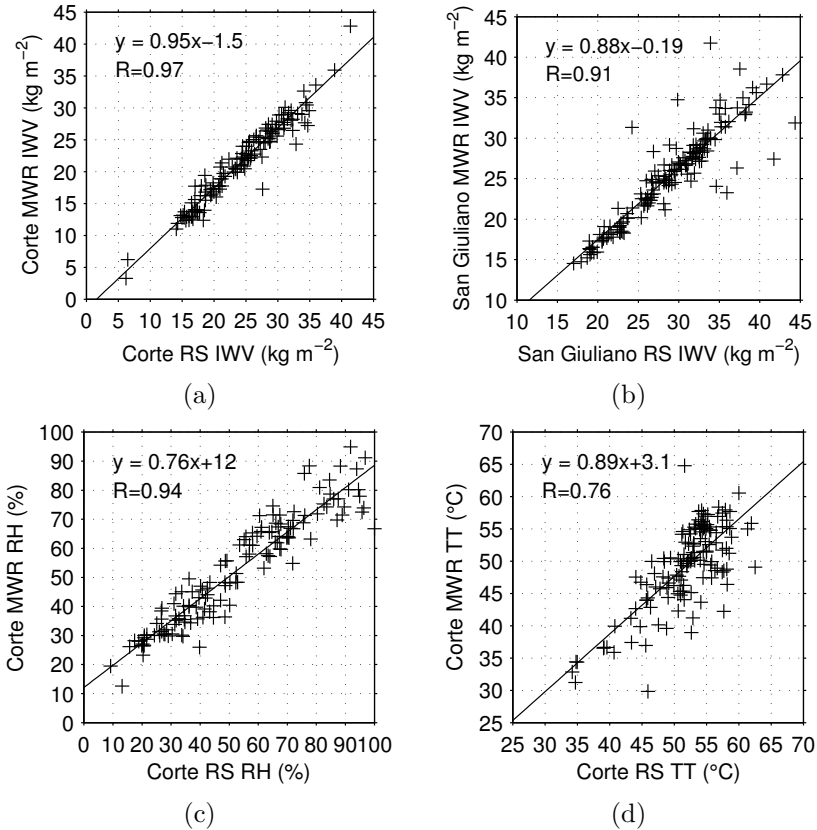 45
40
35
30
25
20
15
10
5
0
y = 0.95x−1.5
R=0.97
Corte MWR IWV (kg m−2)
0 5 10 15 20 25 30 35 40 45
Corte RS IWV (kg m−2)
(a)
45
40
35
30
25
20
15
10
y = 0.88x−0.19
R=0.91
San Giuliano MWR IWV (kg m−2)
10 15 20 25 30 35 40 45
San Giuliano RS IWV (kg m−2)
(b)
100
90
80
70
60
50
40
30
20
10
0
y = 0.76x+12
R=0.94
Corte MWR RH (%)
0 10 20 30 40 50 60 70 80 90 100
Corte RS RH (%)
(c)
70
65
60
55
50
45
40
35
30
25
y = 0.89x+3.1
R=0.76
Corte MWR TT (°C)
25 30 35 40 45 50 55 60 65 70
Corte RS TT (°C)
(d)